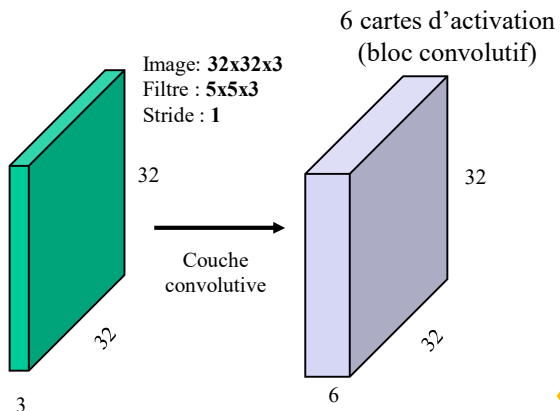 6 cartes d’activation
(bloc convolutif)
Image: 32x32x3
Filtre : 5x5x3
Stride : 1
32
32
3
Couche
convolutive
32
32
6